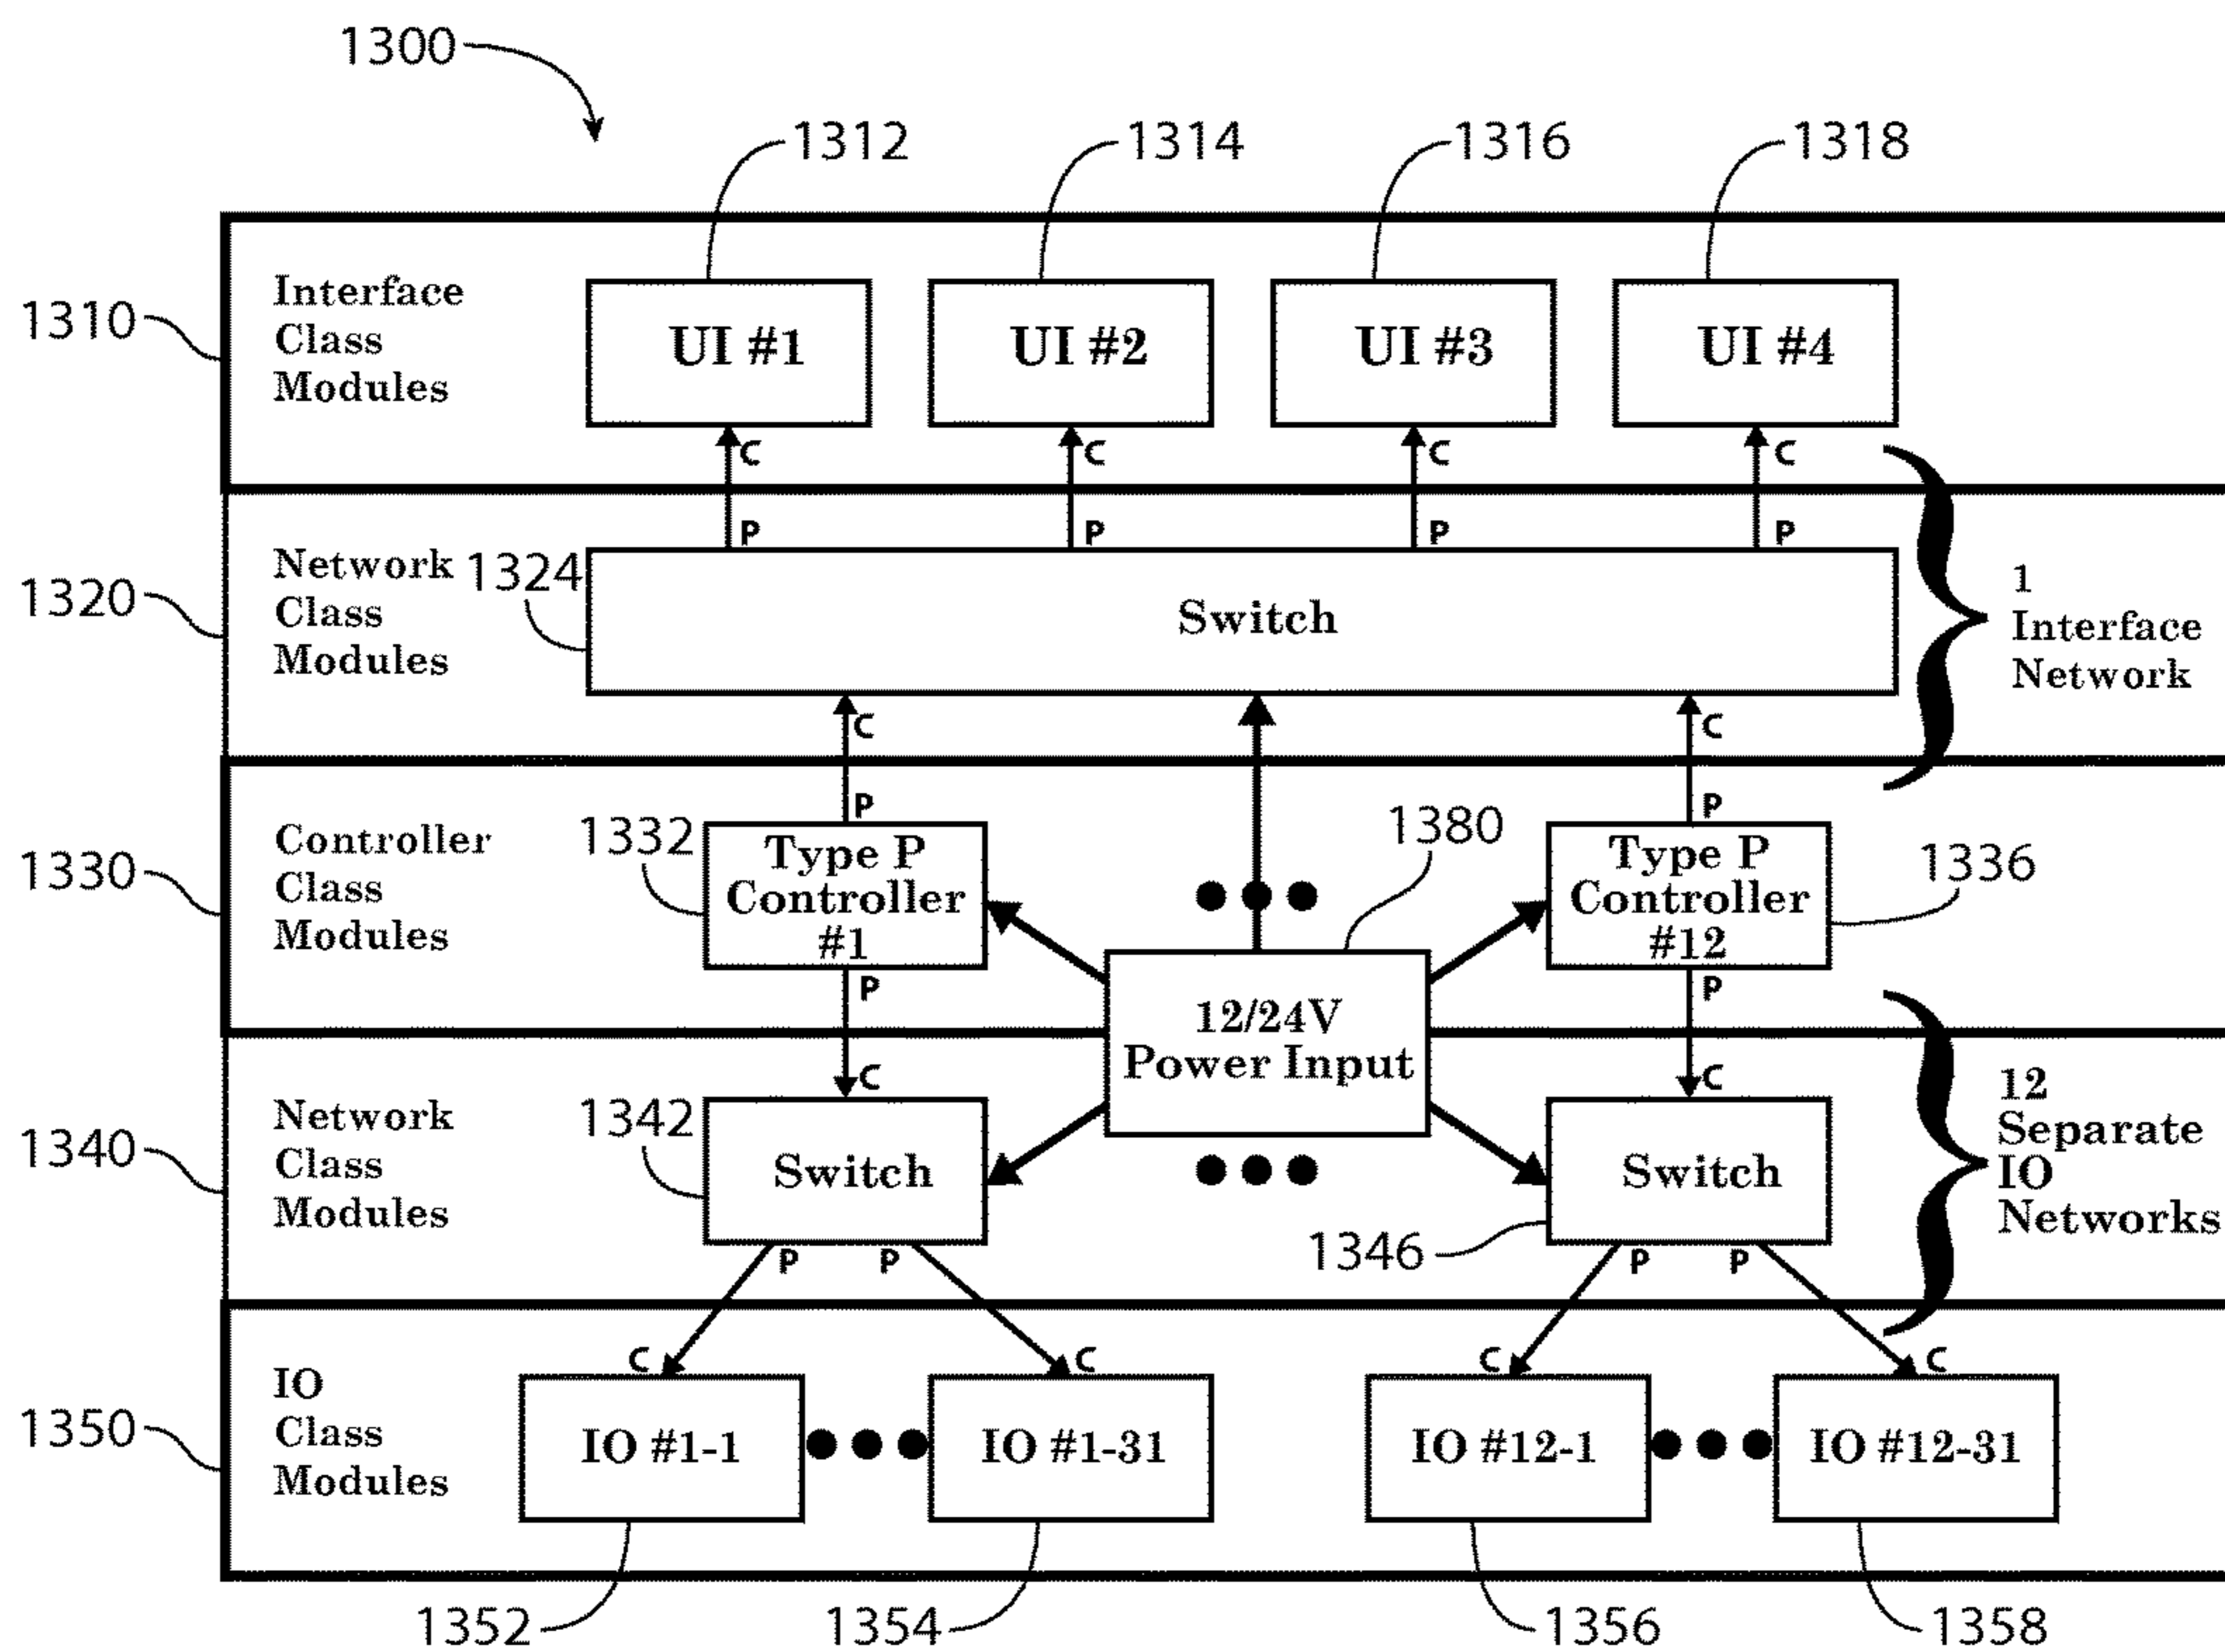 1300
1312
1314
1316
1318
1310
Interface
Class
Modules
UI #1
UI #2
UI #3
UI #4
C
C
C
C
P
P
P
P
1320
Network
Class
Modules
1324
Switch
1
Interface
Network
C
C
P
P
1330
Controller
Class
Modules
1332
Type P
Controller
#1
1380
Type P
Controller
#12
1336
P
P
12/24V
Power Input
C
C
1340
Network
Class
Modules
1342
Switch
1346
Switch
12
Separate
IO
Networks
P
P
P
P
C
C
C
C
1350
IO
Class
Modules
IO #1-1
IO #1-31
IO #12-1
IO #12-31
1352
1354
1356
1358